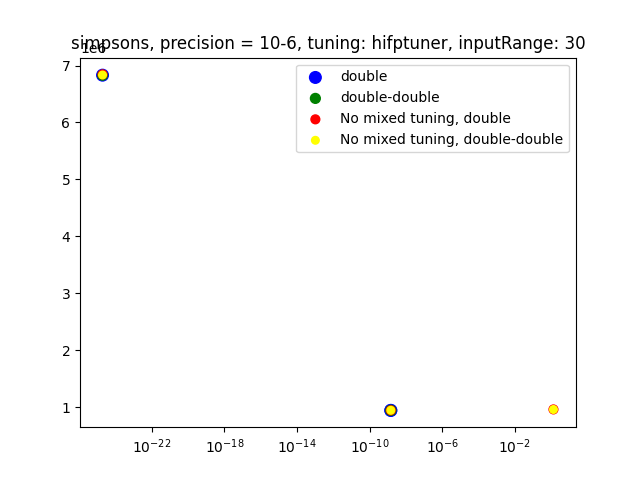 simpsons, precision = 10-6, tuning: hifptuner, inputRange: 30
1e6
7
6
5
4
3
2
1
double
double-double
No mixed tuning, double
No mixed tuning, double-double
10⁻²² 10⁻¹⁸ 10⁻¹⁴ 10⁻¹⁰ 10⁻⁶ 10⁻²